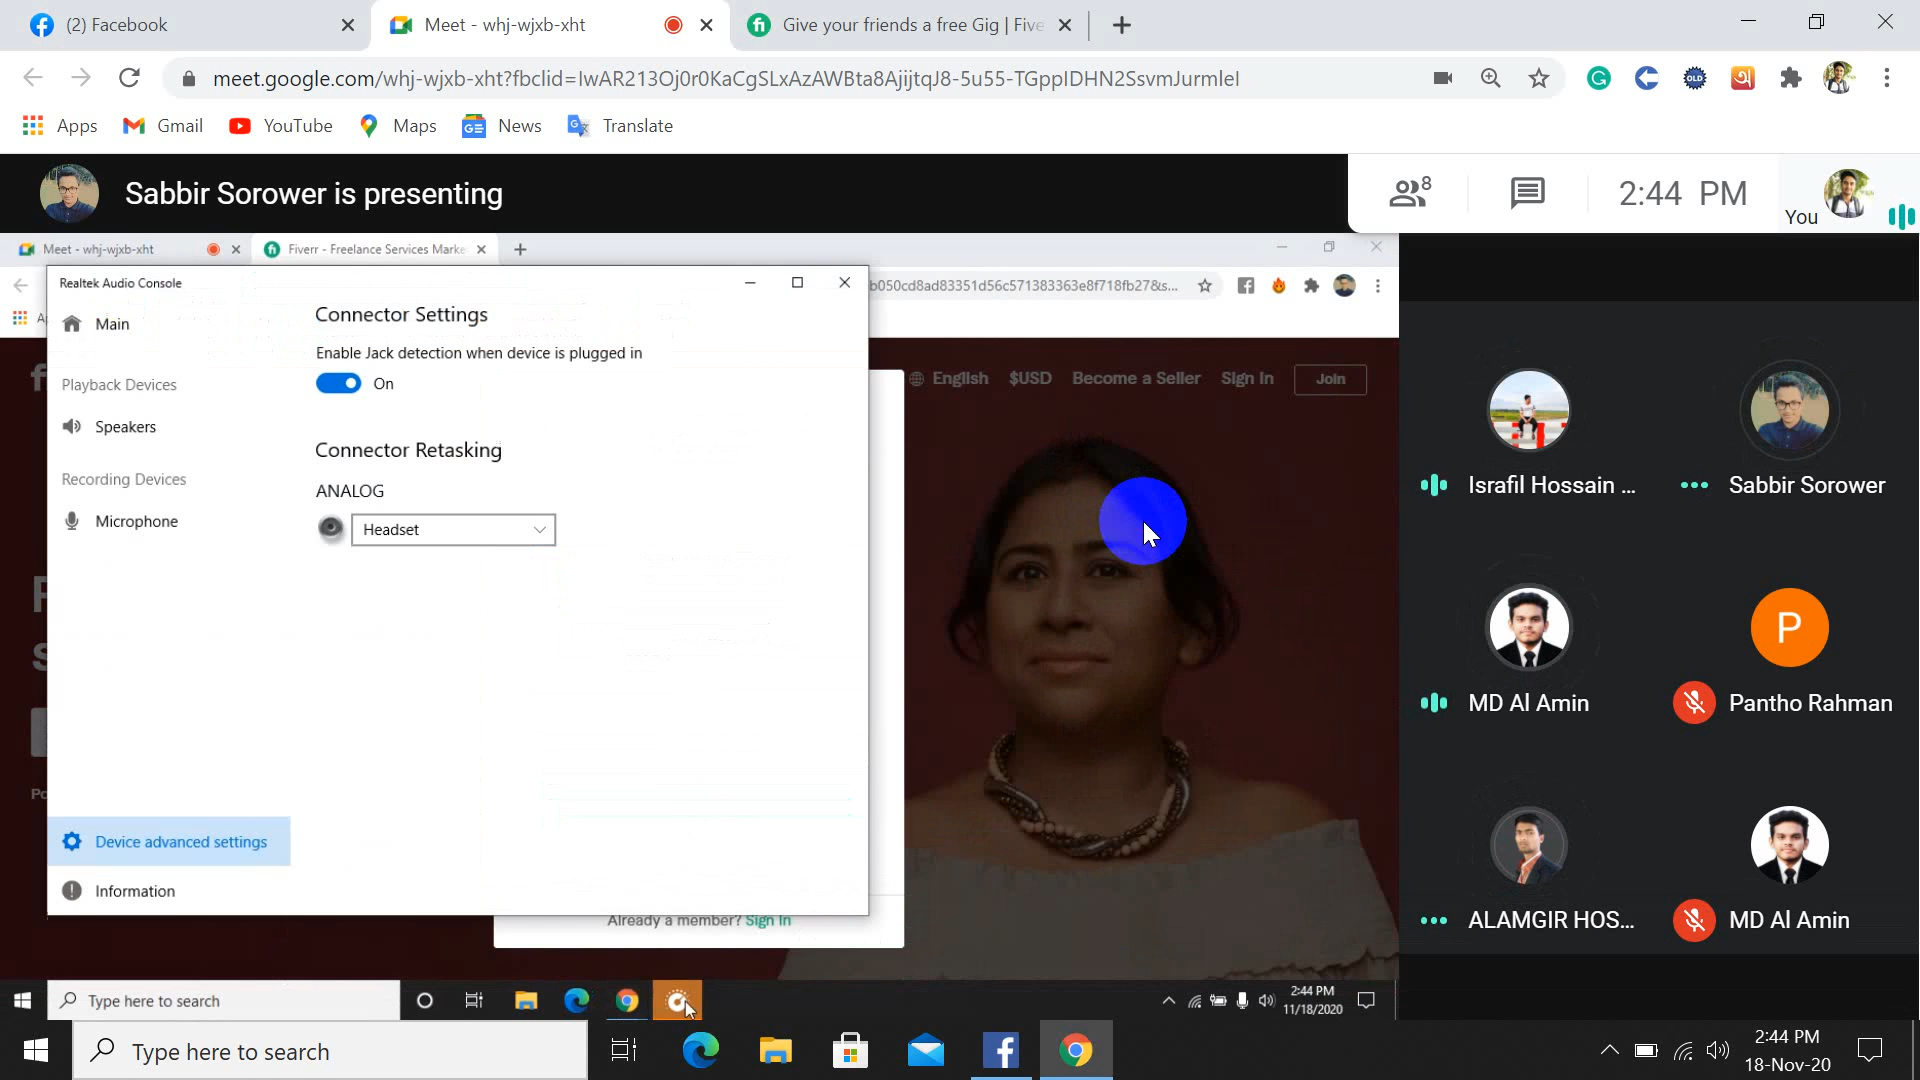 (2) Facebook
Meet - whj-wjxb-xht
Give your friends a free Gig | Five
meet.google.com/whj-wjxb-xht?fbclid=IwAR213Oj0r0KaCgSLxAzAWBta8AjijtqJ8-5u55-TGppIDHN2SsvmJurmIeI
OLD
অ
Apps
Gmail
YouTube
Maps
News
Translate
Sabbir Sorower is presenting
8
2:44 PM
You
Meet - whj-wjxb-xht
Fiverr - Freelance Services Marke
b050cd8ad83351d56c571383363e8f718fb27&s...
Realtek Audio Console
Main
Playback Devices
Speakers
Recording Devices
Microphone
Device advanced settings
Information
Connector Settings
Enable Jack detection when device is plugged in
On
Connector Retasking
ANALOG
Headset
English
$USD
Become a Seller
Sign In
Join
Already a member? Sign In
Israfil Hossain ...
Sabbir Sorower
MD Al Amin
P
Pantho Rahman
ALAMGIR HOS...
MD Al Amin
Type here to search
2:44 PM
11/18/2020
Type here to search
2:44 PM
18-Nov-20